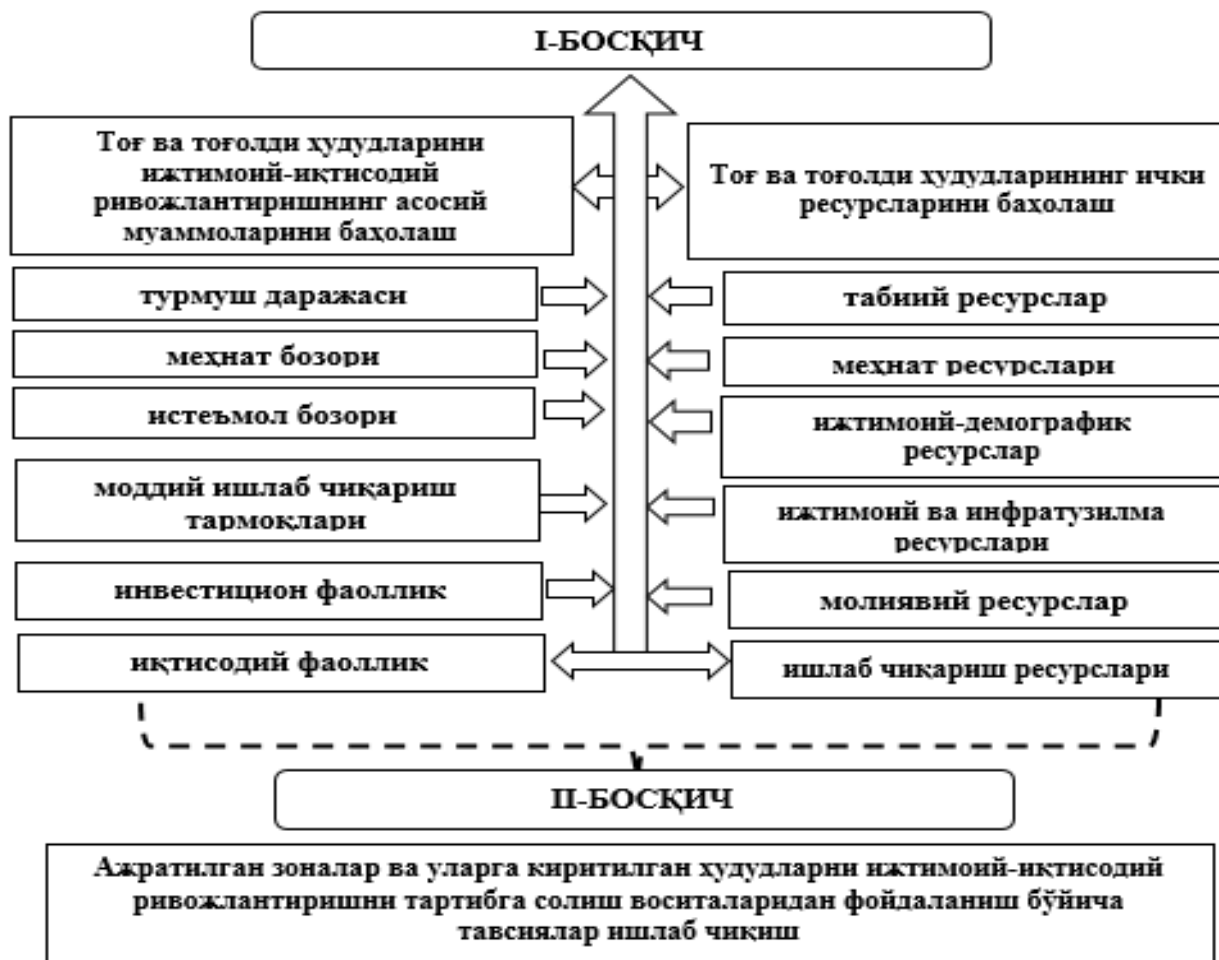 I-БОСҚИЧ
Тоғ ва тоғолди ҳудудларини
ижтимоий-иқтисодий
ривожлантиришнинг асосий
муаммоларини баҳолаш
Тоғ ва тоғолди ҳудудларининг ички
ресурсларини баҳолаш
турмуш даражаси
табиий ресурслар
меҳнат бозори
меҳнат ресурслари
истеъмол бозори
ижтимоий-демографик
ресурслар
моддий ишлаб чиқариш
тармоқлари
ижтимоий ва инфратузилма
ресурслари
инвестицион фаоллик
молиявий ресурслар
иқтисодий фаоллик
ишлаб чиқариш ресурслари
II-БОСҚИЧ
Ажратилган зоналар ва уларга киритилган ҳудудларни ижтимоий-иқтисодий
ривожлантиришни тартибга солиш воситаларидан фойдаланиш бўйича
тавсиялар ишлаб чиқиш